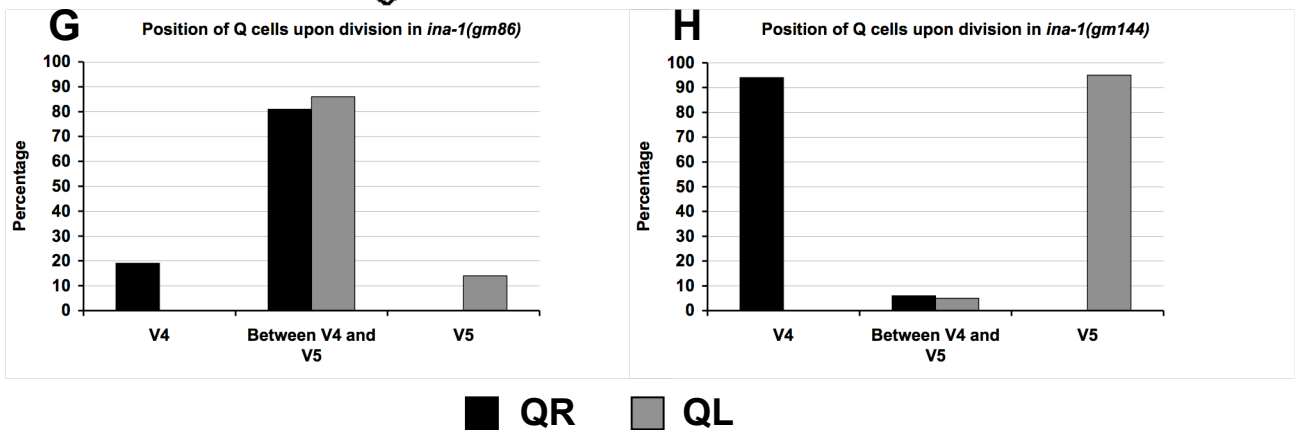 G
Position of Q cells upon division in ina-1(gm86)
Percentage
100
90
80
70
60
50
40
30
20
10
0
V4
Between V4 and
V5
V5
H
Position of Q cells upon division in ina-1(gm144)
Percentage
100
90
80
70
60
50
40
30
20
10
0
V4
Between V4 and
V5
V5
QR
QL